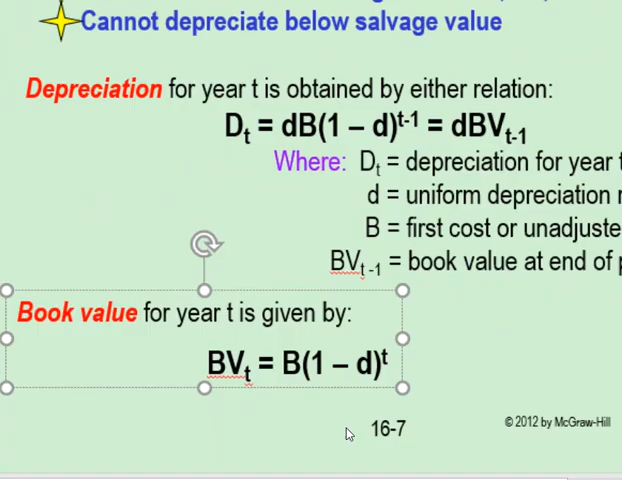 Cannot depreciate below salvage value
Depreciation for year t is obtained by either relation:
Dt = dB(1 – d)t-1 = dBVt-1
Where: Dt = depreciation for year t
d = uniform depreciation
B = first cost or unadjuste
BVt -1 = book value at end of p
Book value for year t is given by:
BVt = B(1 – d)t
16-7
© 2012 by McGraw-Hill